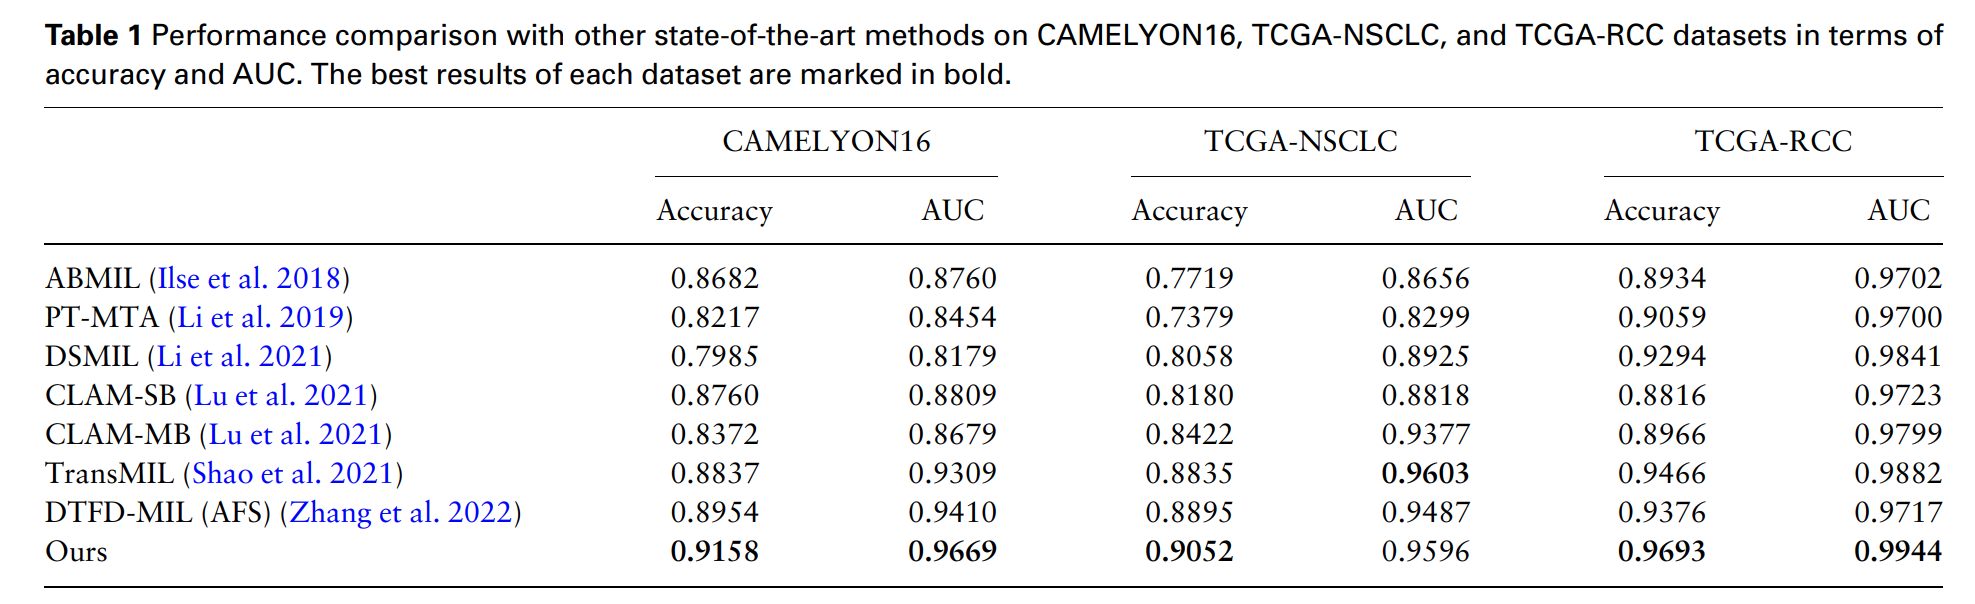 Table 1 Performance comparison with other state-of-the-art methods on CAMELYON16, TCGA-NSCLC, and TCGA-RCC datasets in terms of
accuracy and AUC. The best results of each dataset are marked in bold.
CAMELYON16 TCGA-NSCLC TCGA-RCC
Accuracy AUC Accuracy AUC Accuracy AUC
ABMIL (Ilse et al. 2018) 0.8682 0.8760 0.7719 0.8656 0.8934 0.9702
PT-MTA (Li et al. 2019) 0.8217 0.8454 0.7379 0.8299 0.9059 0.9700
DSMIL (Li et al. 2021) 0.7985 0.8179 0.8058 0.8925 0.9294 0.9841
CLAM-SB (Lu et al. 2021) 0.8760 0.8809 0.8180 0.8818 0.8816 0.9723
CLAM-MB (Lu et al. 2021) 0.8372 0.8679 0.8422 0.9377 0.8966 0.9799
TransMIL (Shao et al. 2021) 0.8837 0.9309 0.8835 0.9603 0.9466 0.9882
DTFD-MIL (AFS) (Zhang et al. 2022) 0.8954 0.9410 0.8895 0.9487 0.9376 0.9717
Ours 0.9158 0.9669 0.9052 0.9596 0.9693 0.9944